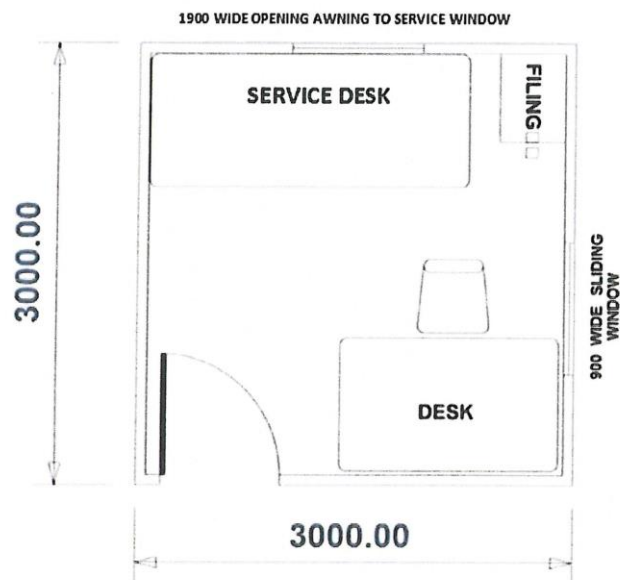 1900 WIDE OPENING AWNING TO SERVICE WINDOW
SERVICE DESK
FILING
3000.00
900 WIDE SLIDING
WINDOW
DESK
3000.00